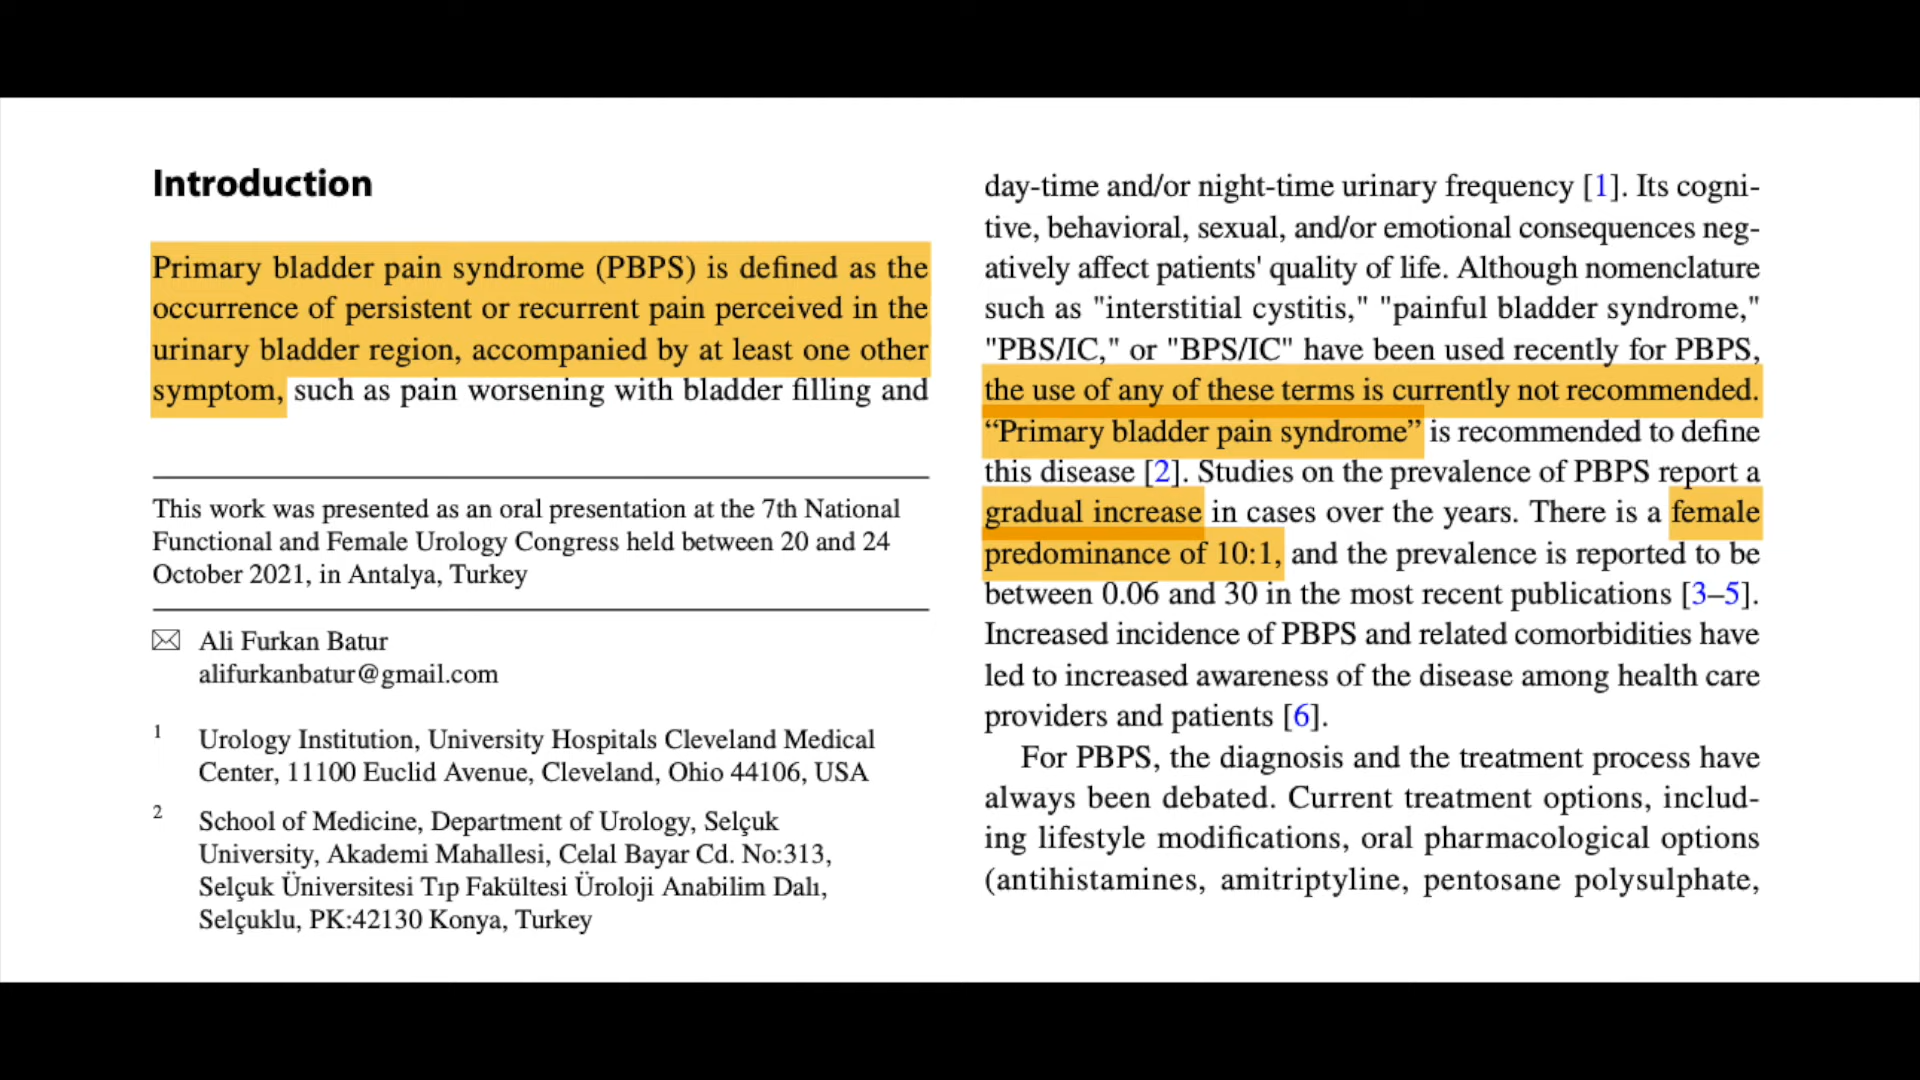 Introduction
Primary bladder pain syndrome (PBPS) is defined as the
occurrence of persistent or recurrent pain perceived in the
urinary bladder region, accompanied by at least one other
symptom, such as pain worsening with bladder filling and
This work was presented as an oral presentation at the 7th National
Functional and Female Urology Congress held between 20 and 24
October 2021, in Antalya, Turkey
Ali Furkan Batur
alifurkanbatur@gmail.com
1 Urology Institution, University Hospitals Cleveland Medical
Center, 11100 Euclid Avenue, Cleveland, Ohio 44106, USA
2 School of Medicine, Department of Urology, Selçuk
University, Akademi Mahallesi, Celal Bayar Cd. No:313,
Selçuk Üniversitesi Tıp Fakültesi Üroloji Anabilim Dalı,
Selçuklu, PK:42130 Konya, Turkey
day-time and/or night-time urinary frequency [1]. Its cogni-
tive, behavioral, sexual, and/or emotional consequences neg-
atively affect patients' quality of life. Although nomenclature
such as "interstitial cystitis," "painful bladder syndrome,"
"PBS/IC," or "BPS/IC" have been used recently for PBPS,
the use of any of these terms is currently not recommended.
“Primary bladder pain syndrome” is recommended to define
this disease [2]. Studies on the prevalence of PBPS report a
gradual increase in cases over the years. There is a female
predominance of 10:1, and the prevalence is reported to be
between 0.06 and 30 in the most recent publications [3–5].
Increased incidence of PBPS and related comorbidities have
led to increased awareness of the disease among health care
providers and patients [6].
For PBPS, the diagnosis and the treatment process have
always been debated. Current treatment options, includ-
ing lifestyle modifications, oral pharmacological options
(antihistamines, amitriptyline, pentosane polysulphate,